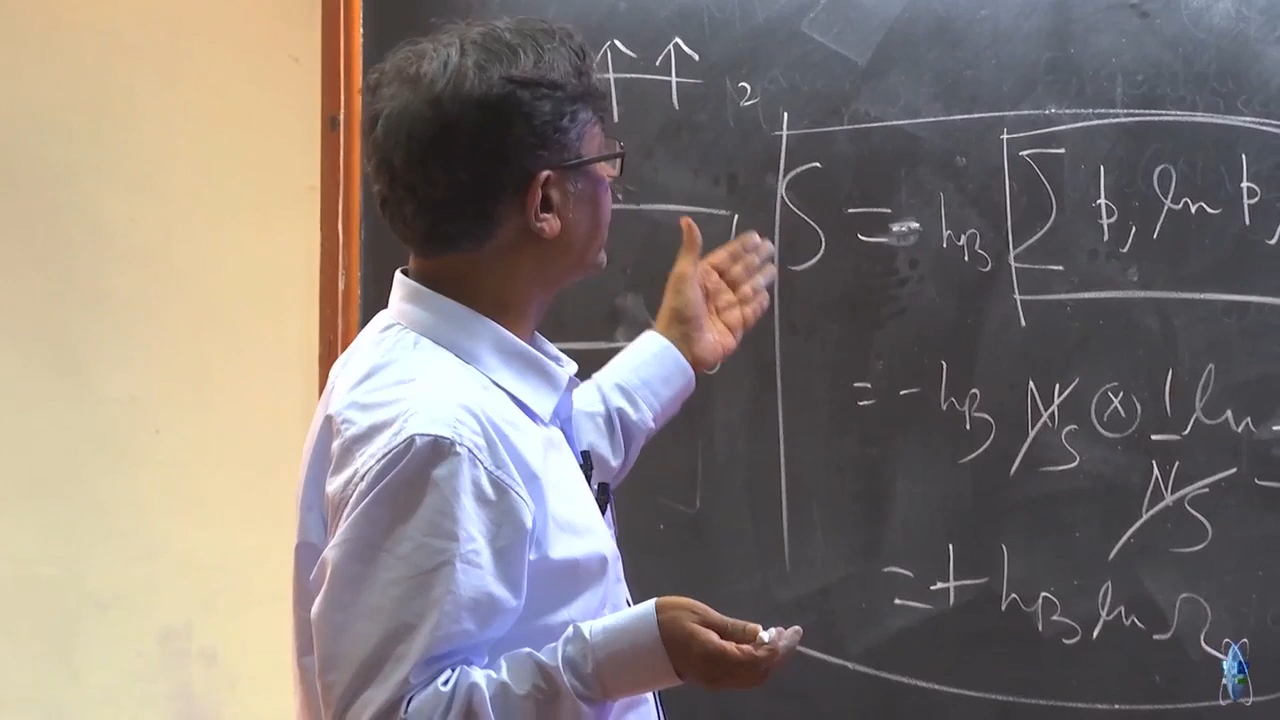 ↑ ↑
2
S = - k_B [ Σ p_i ln p_i
= - k_B N_S ⊗ 1/N_S ln
= + k_B ln Ω